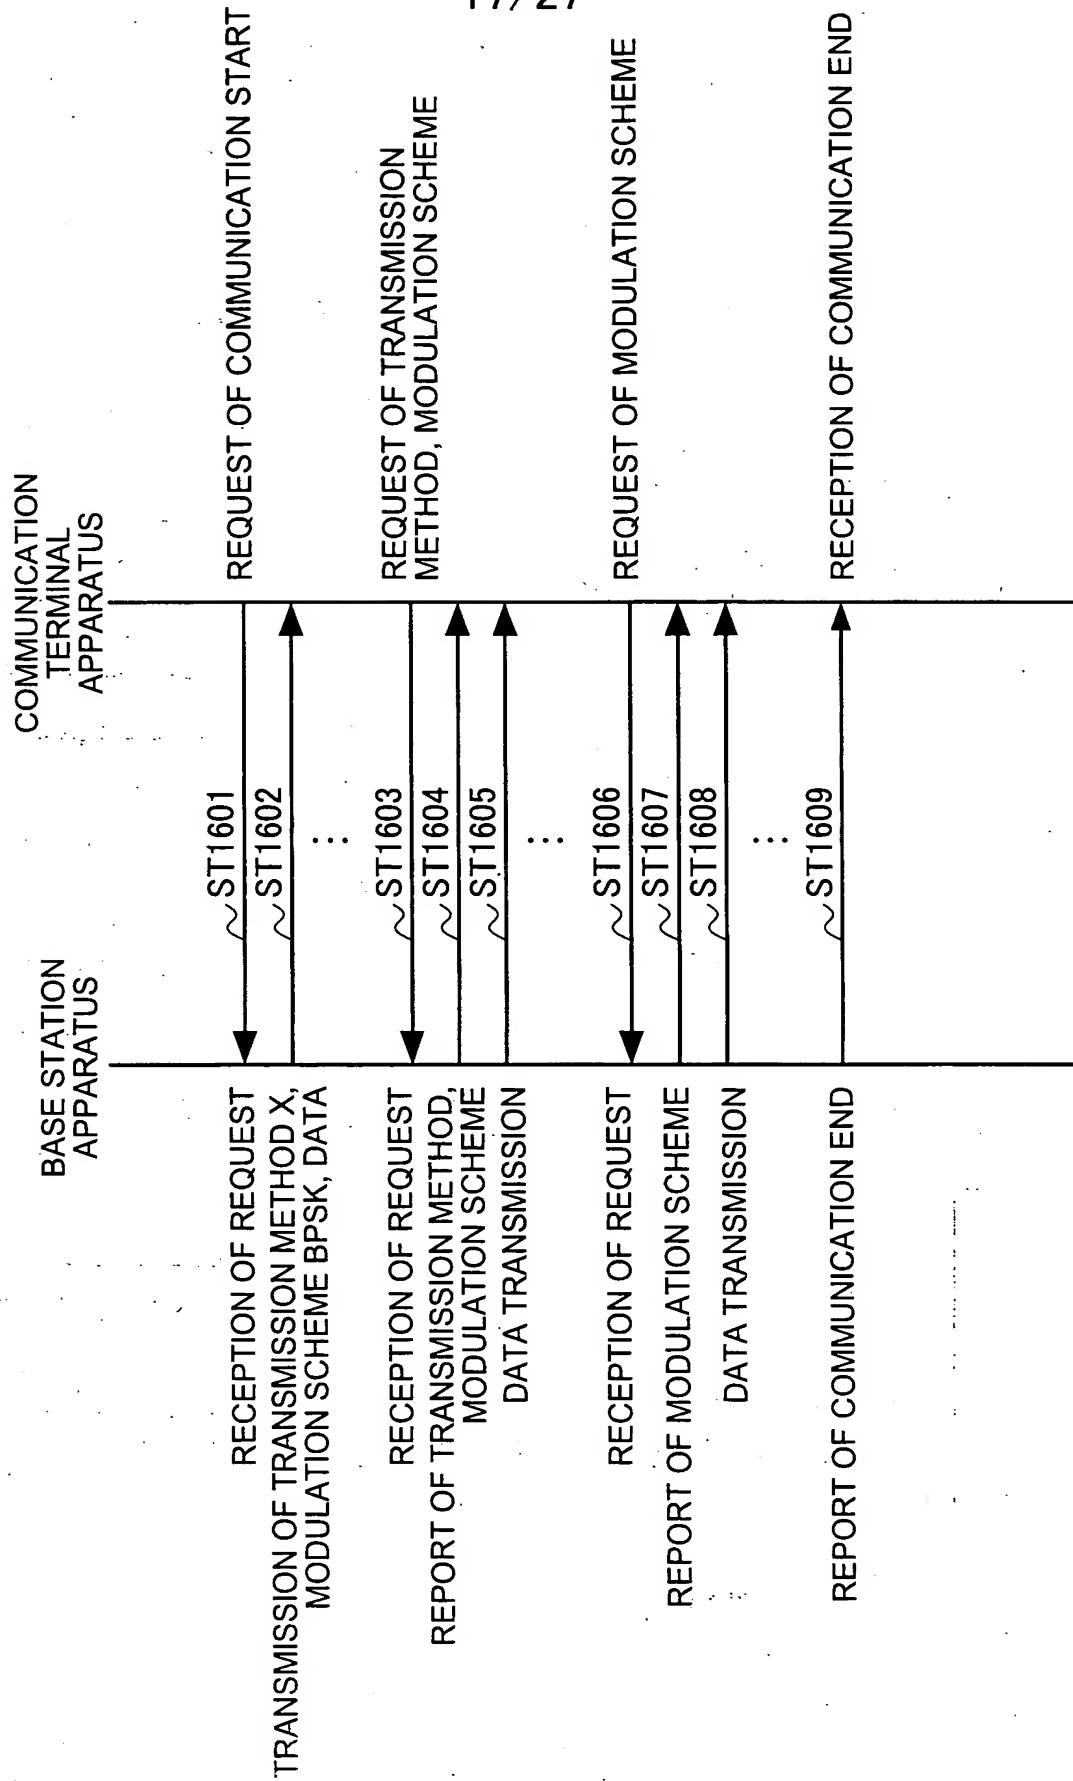 17/27
BASE STATION
APPARATUS
COMMUNICATION
TERMINAL
APPARATUS
RECEPTION OF REQUEST
ST1601
REQUEST OF COMMUNICATION START
TRANSMISSION OF TRANSMISSION METHOD X,
MODULATION SCHEME BPSK, DATA
ST1602
...
RECEPTION OF REQUEST
ST1603
REQUEST OF TRANSMISSION
METHOD, MODULATION SCHEME
REPORT OF TRANSMISSION METHOD,
MODULATION SCHEME
ST1604
DATA TRANSMISSION
ST1605
...
RECEPTION OF REQUEST
ST1606
REQUEST OF MODULATION SCHEME
REPORT OF MODULATION SCHEME
ST1607
DATA TRANSMISSION
ST1608
...
REPORT OF COMMUNICATION END
ST1609
RECEPTION OF COMMUNICATION END